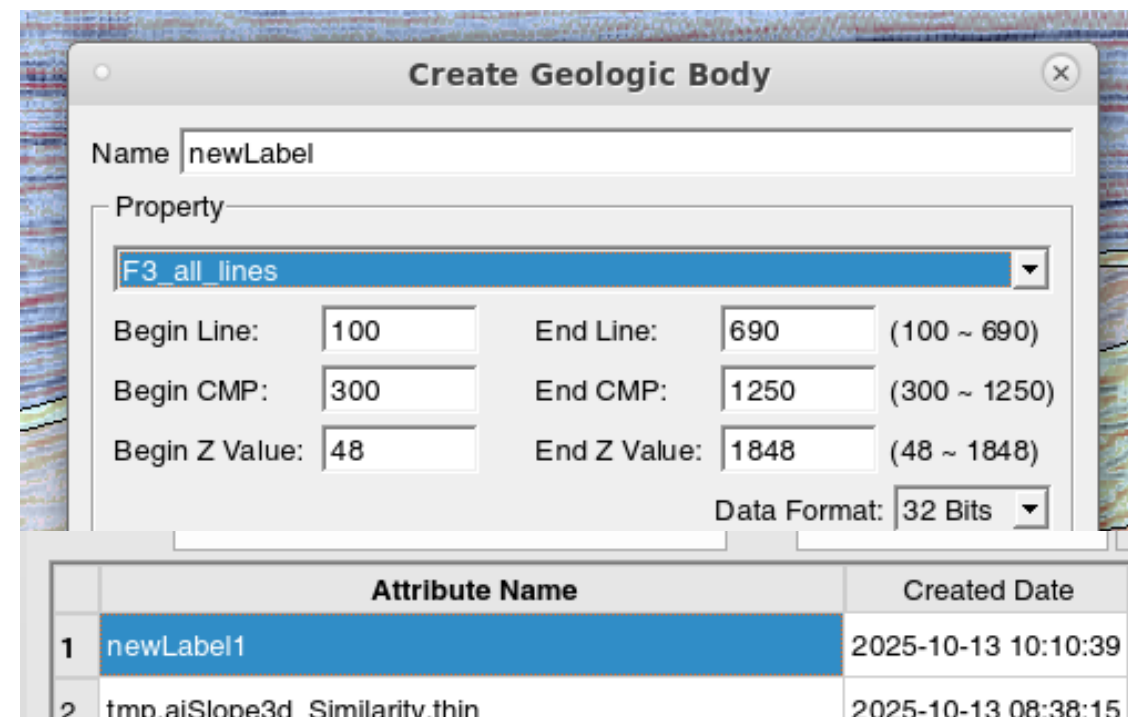 Create Geologic Body
Name newLabel
Property
F3_all_lines
Begin Line: 100 End Line: 690 (100 ~ 690)
Begin CMP: 300 End CMP: 1250 (300 ~ 1250)
Begin Z Value: 48 End Z Value: 1848 (48 ~ 1848)
Data Format: 32 Bits
Attribute Name Created Date
1 newLabel1 2025-10-13 10:10:39
2 tmp.aiSlope3d_Similarity.thin 2025-10-13 08:38:15